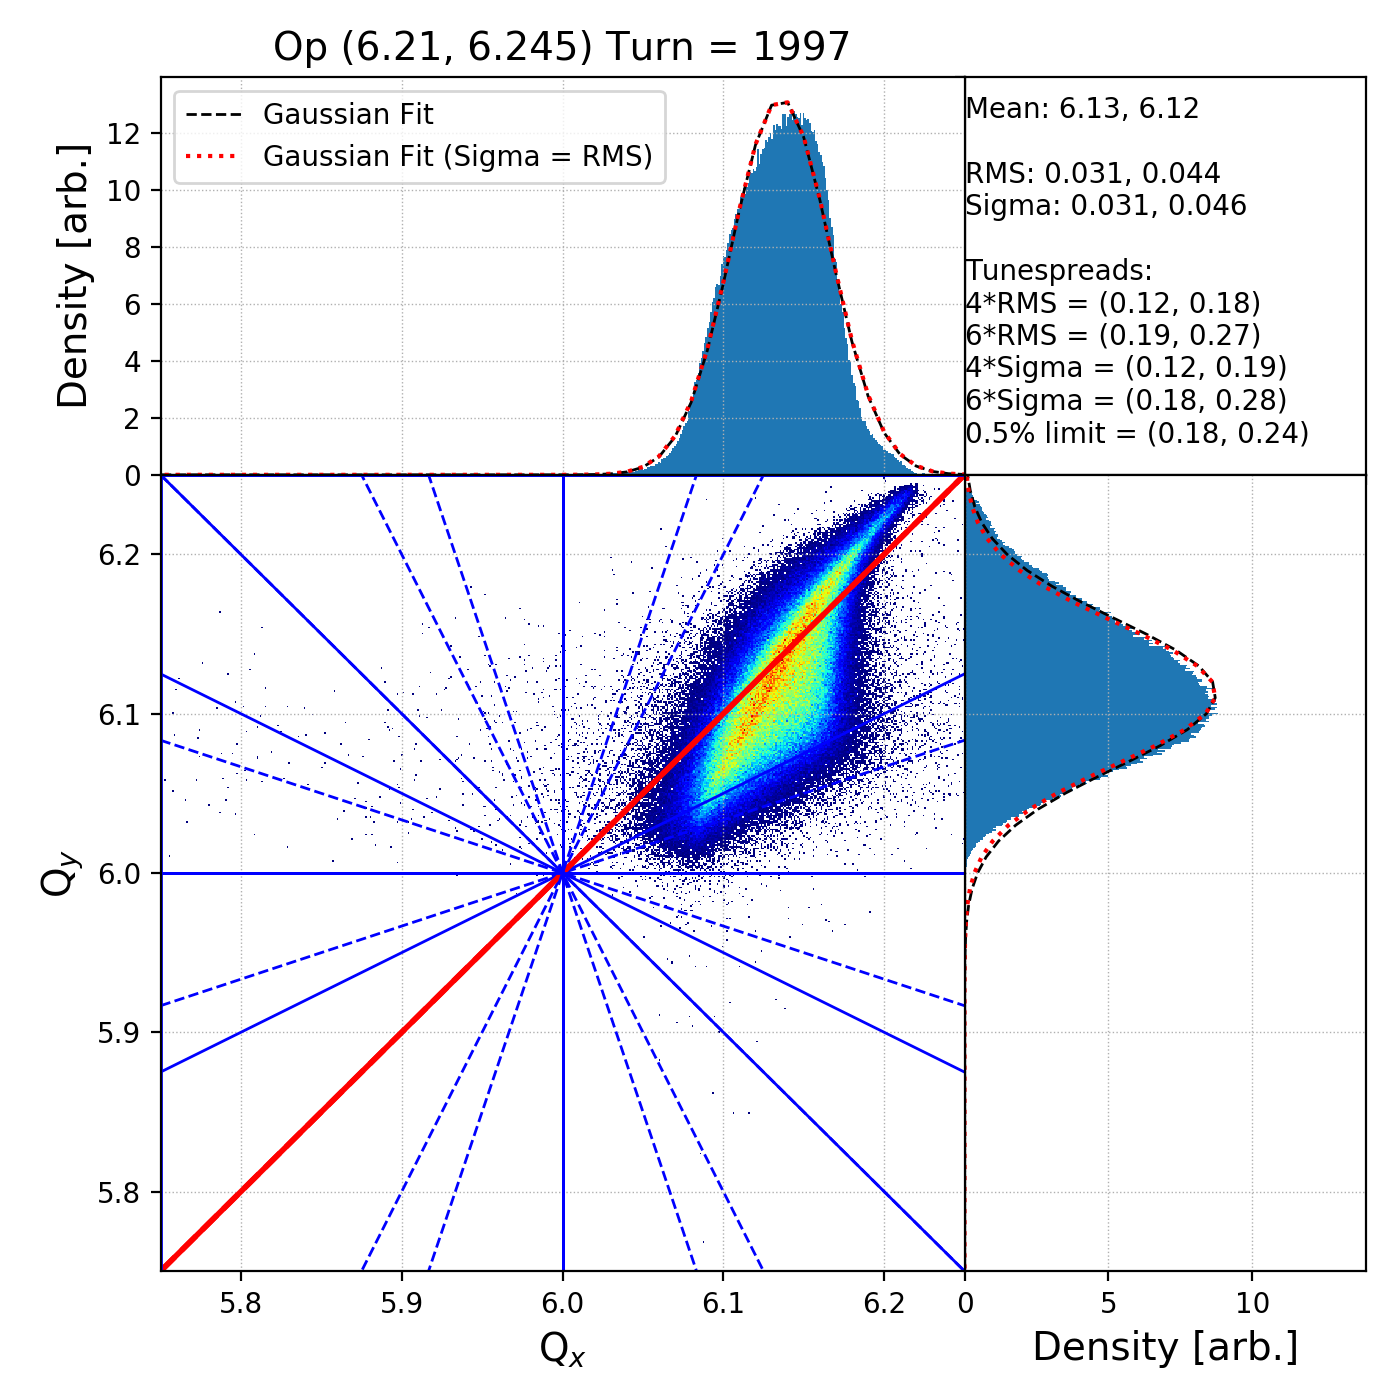 Op (6.21, 6.245) Turn = 1997
Gaussian Fit
Gaussian Fit (Sigma = RMS)
Density [arb.]
12
10
8
6
4
2
0
Mean: 6.13, 6.12
RMS: 0.031, 0.044
Sigma: 0.031, 0.046
Tunespreads:
4*RMS = (0.12, 0.18)
6*RMS = (0.19, 0.27)
4*Sigma = (0.12, 0.19)
6*Sigma = (0.18, 0.28)
0.5% limit = (0.18, 0.24)
Qy
6.2
6.1
6.0
5.9
5.8
5.8 5.9 6.0 6.1 6.2
Qx
0 5 10
Density [arb.]